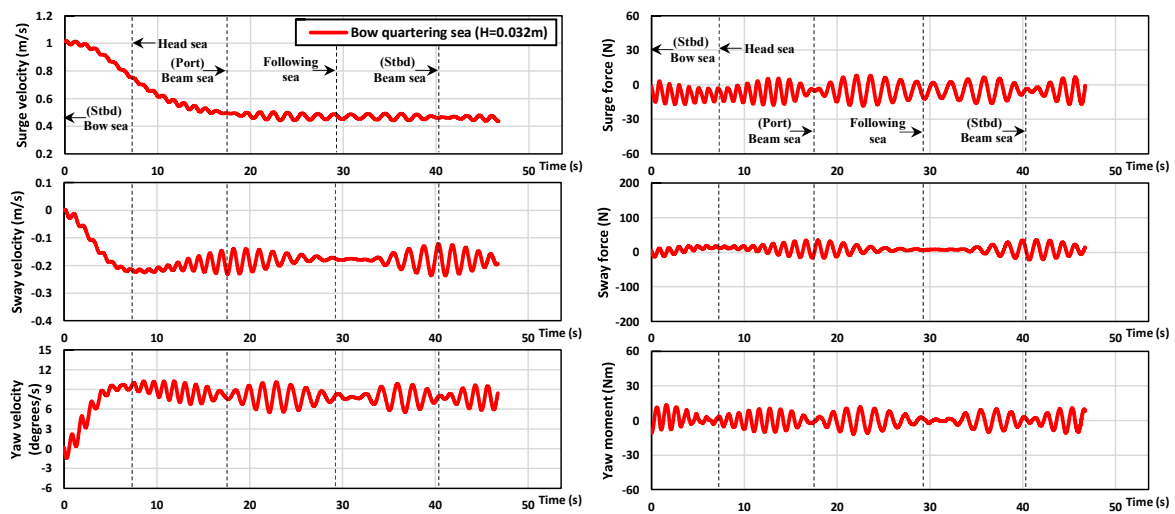 Surge velocity (m/s)
1.2
1
0.8
0.6
0.4
0.2
Head sea
Bow quartering sea (H=0.032m)
(Port)
Beam sea
Following
sea
(Stbd)
Beam sea
(Stbd)
Bow sea
0
10
20
30
40
50
Time (s)
Sway velocity (m/s)
0.1
0
-0.1
-0.2
-0.3
-0.4
0
10
20
30
40
50
Time (s)
Yaw velocity
(degrees/s)
15
12
9
6
3
0
-3
-6
0
10
20
30
40
50
Time (s)
Surge force (N)
60
30
0
-30
-60
(Stbd)
Bow sea
Head sea
(Port)
Beam sea
Following
sea
(Stbd)
Beam sea
0
10
20
30
40
50
Time (s)
Sway force (N)
200
100
0
-100
-200
0
10
20
30
40
50
Time (s)
Yaw moment (Nm)
60
30
0
-30
-60
0
10
20
30
40
50
Time (s)